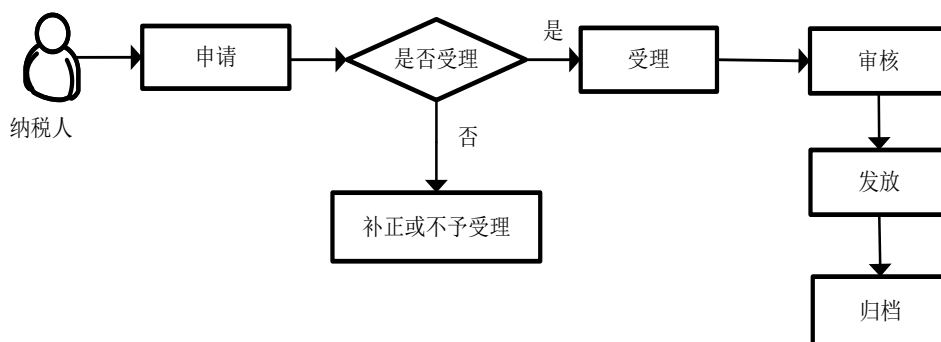 纳税人
申请
是否受理
是
受理
审核
否
补正或不予受理
发放
归档